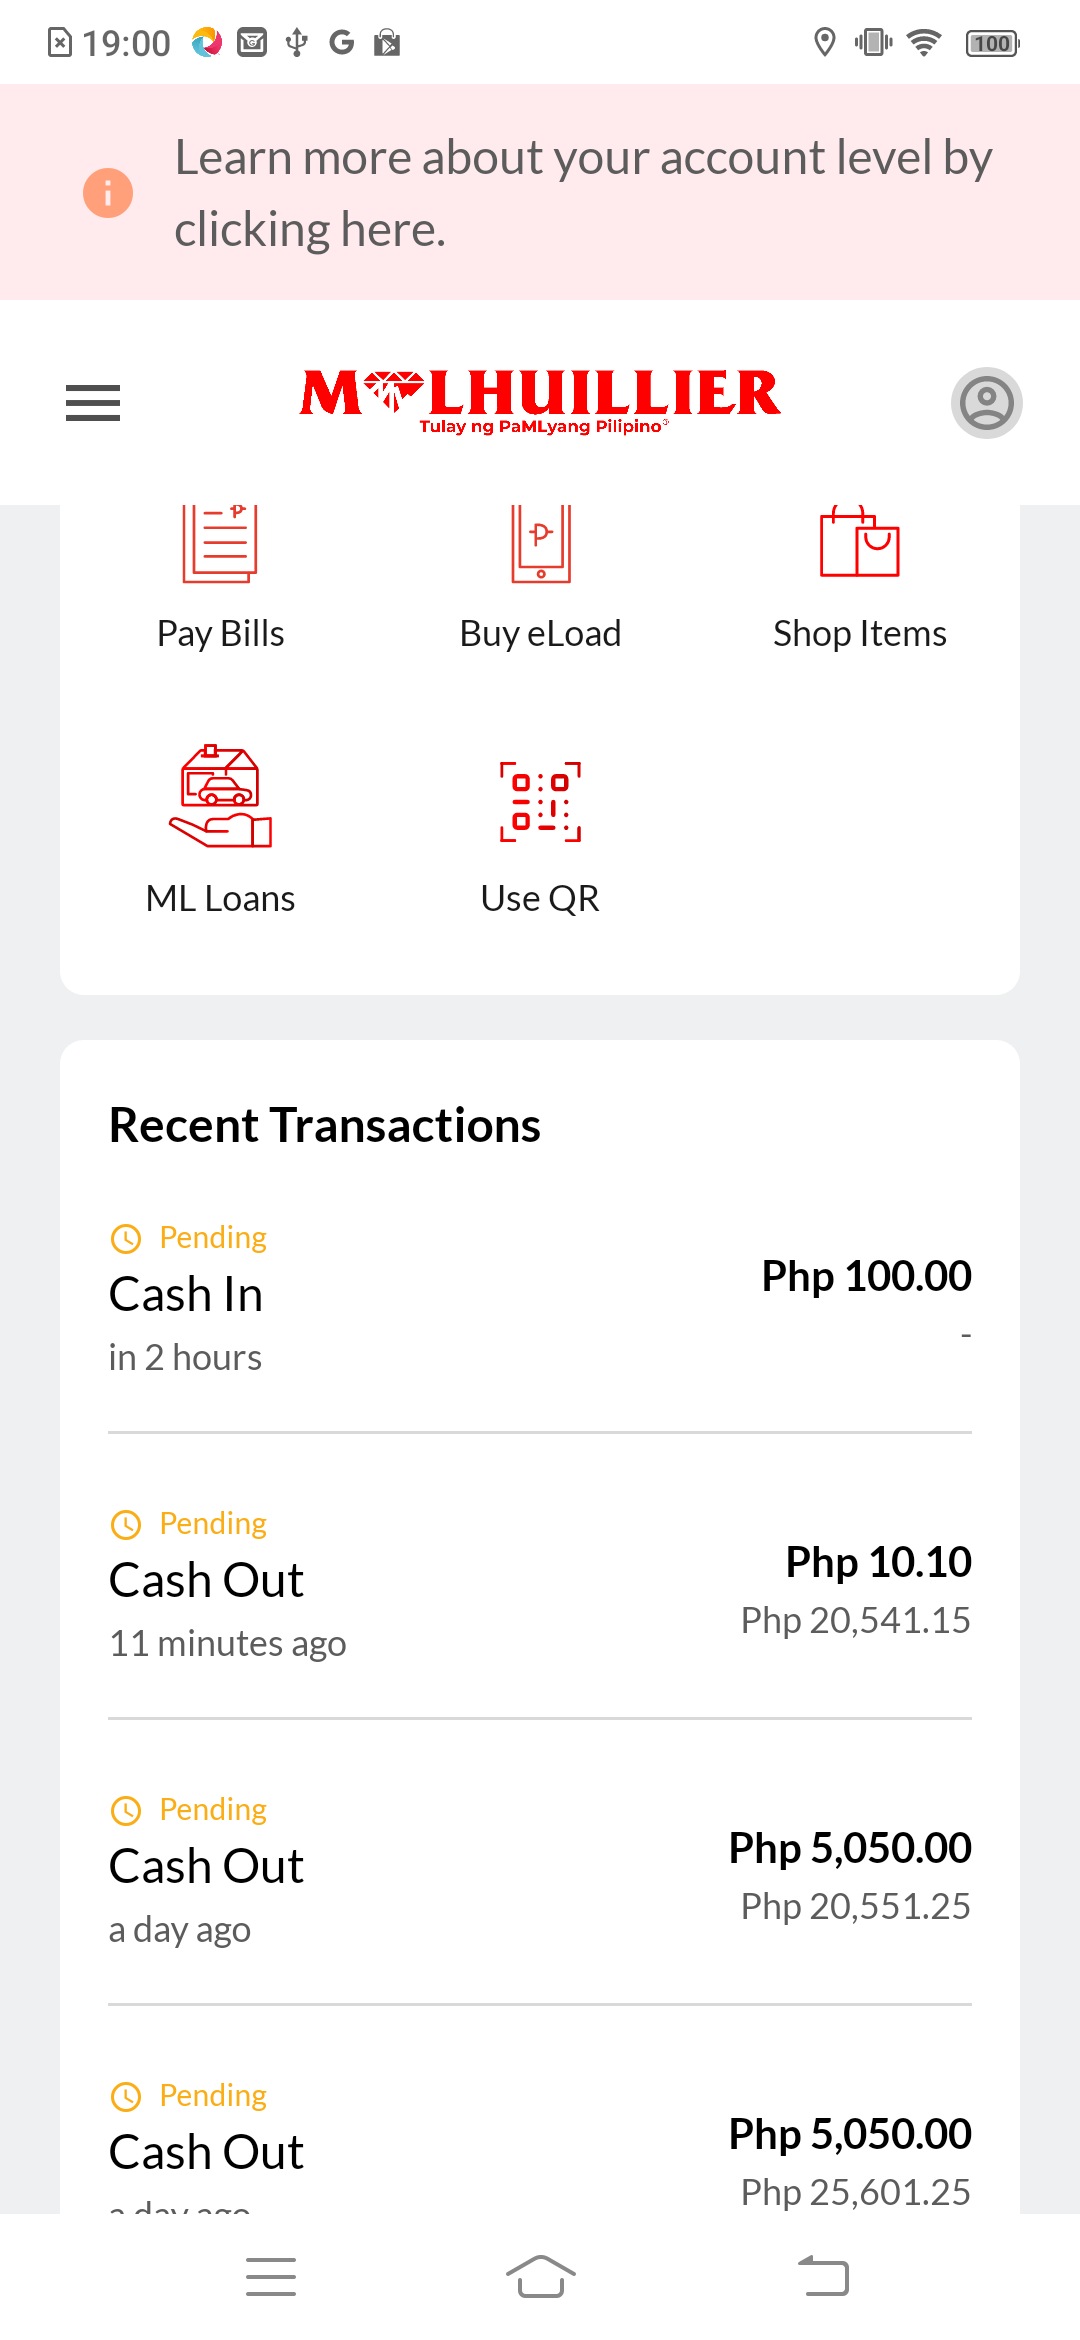 19:00
100
Learn more about your account level by
clicking here.
M LHUILLIER
Tulay ng PaMLyang Pilipino®
Pay Bills
Buy eLoad
Shop Items
ML Loans
Use QR
Recent Transactions
Pending
Cash In
in 2 hours
Php 100.00
-
Pending
Cash Out
11 minutes ago
Php 10.10
Php 20,541.15
Pending
Cash Out
a day ago
Php 5,050.00
Php 20,551.25
Pending
Cash Out
a day ago
Php 5,050.00
Php 25,601.25